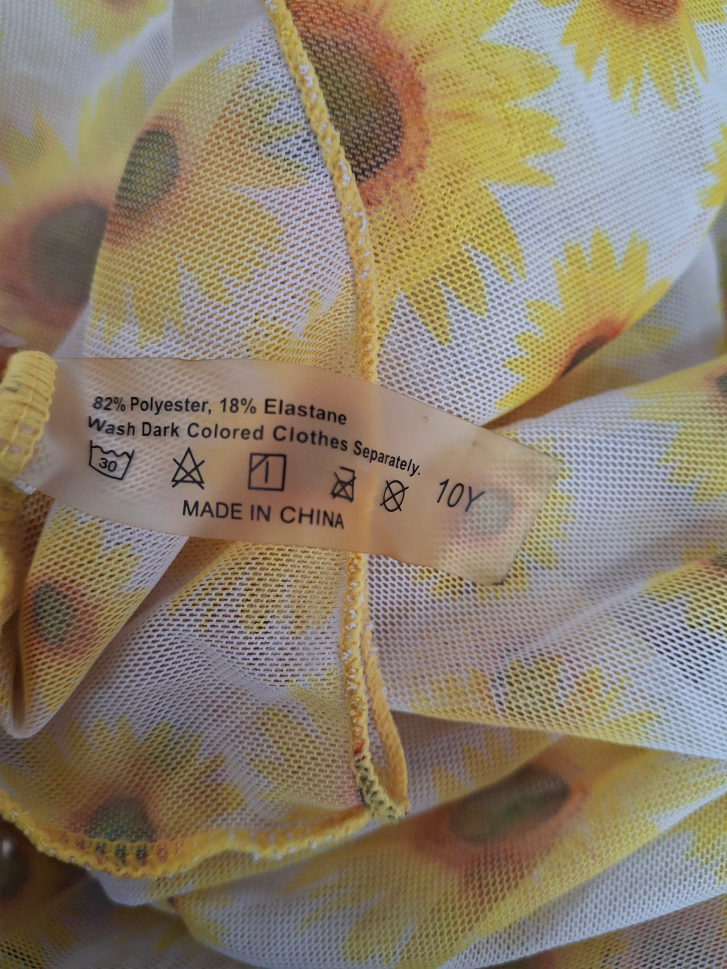 82% Polyester, 18% Elastane
Wash Dark Colored Clothes Separately.
30
10Y
MADE IN CHINA